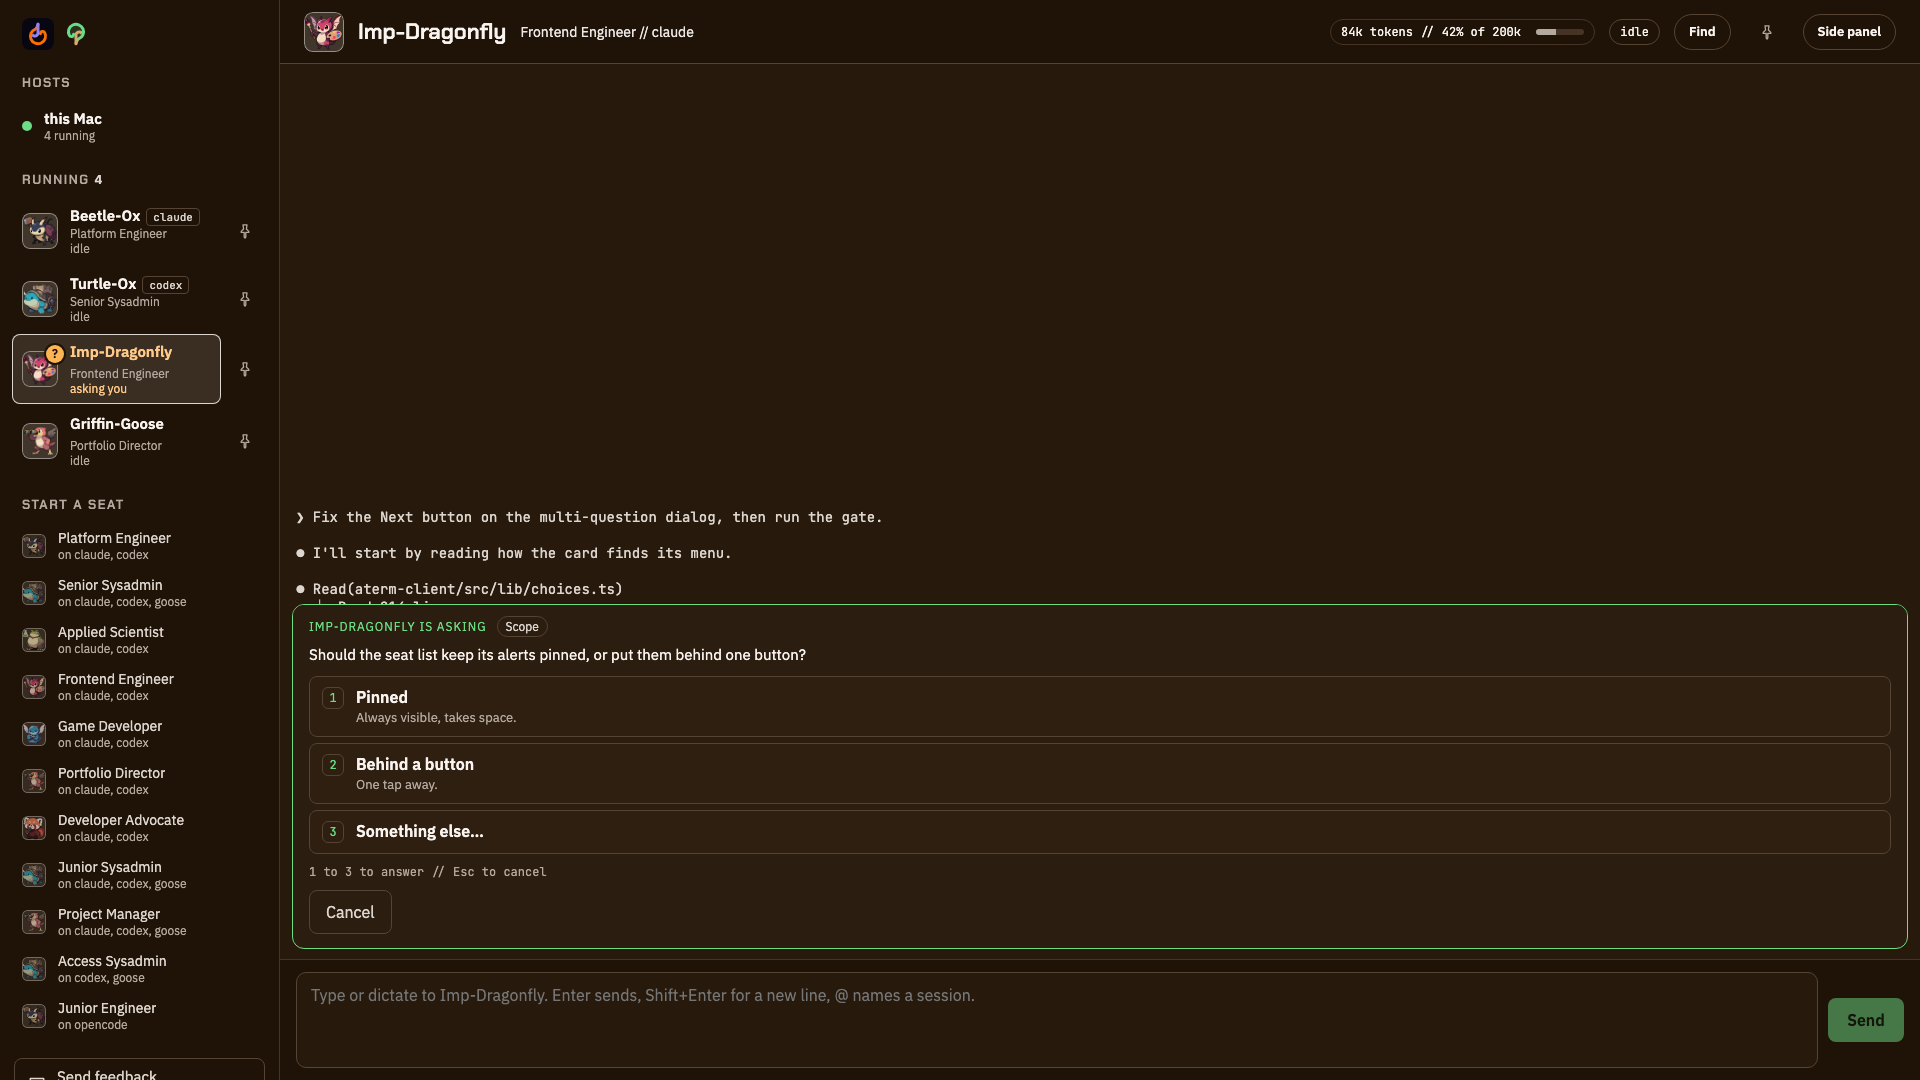 HOSTS
this Mac
4 running
RUNNING 4
Beetle-Ox claude
Platform Engineer
idle
Turtle-Ox codex
Senior Sysadmin
idle
?
Imp-Dragonfly
Frontend Engineer
asking you
Griffin-Goose
Portfolio Director
idle
START A SEAT
Platform Engineer
on claude, codex
Senior Sysadmin
on claude, codex, goose
Applied Scientist
on claude, codex
Frontend Engineer
on claude, codex
Game Developer
on claude, codex
Portfolio Director
on claude, codex
Developer Advocate
on claude, codex
Junior Sysadmin
on claude, codex, goose
Project Manager
on claude, codex, goose
Access Sysadmin
on codex, goose
Junior Engineer
on opencode
Send feedback
Imp-Dragonfly Frontend Engineer // claude
84k tokens // 42% of 200k
idle
Find
Side panel
❯ Fix the Next button on the multi-question dialog, then run the gate.
● I'll start by reading how the card finds its menu.
● Read(aterm-client/src/lib/choices.ts)
IMP-DRAGONFLY IS ASKING Scope
Should the seat list keep its alerts pinned, or put them behind one button?
1 Pinned
Always visible, takes space.
2 Behind a button
One tap away.
3 Something else...
1 to 3 to answer // Esc to cancel
Cancel
Type or dictate to Imp-Dragonfly. Enter sends, Shift+Enter for a new line, @ names a session.
Send